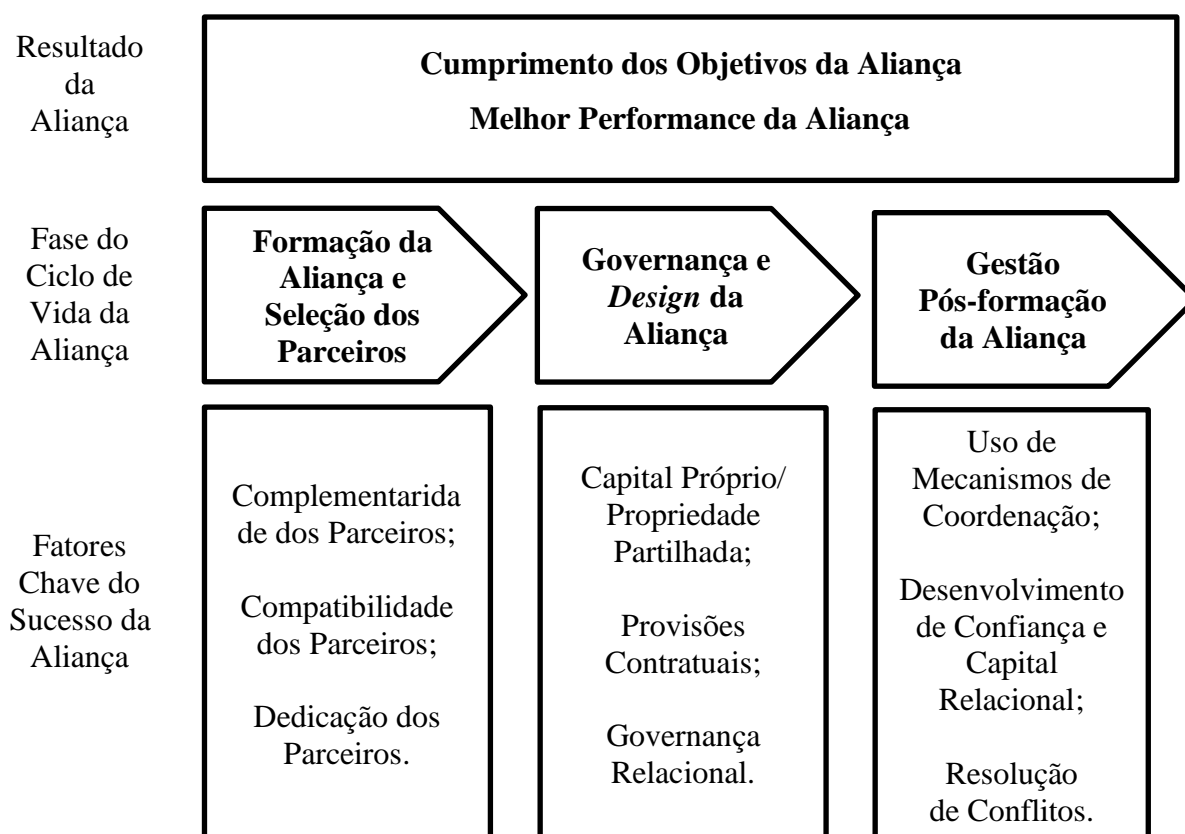 Resultado
da
Aliança
Cumprimento dos Objetivos da Aliança
Melhor Performance da Aliança
Fase do
Ciclo de
Vida da
Aliança
Formação da
Aliança e
Seleção dos
Parceiros
Governança e
Design da
Aliança
Gestão
Pós-formação
da Aliança
Fatores
Chave do
Sucesso da
Aliança
Complementarida
de dos Parceiros;
Compatibilidade
dos Parceiros;
Dedicação dos
Parceiros.
Capital Próprio/
Propriedade
Partilhada;
Provisões
Contratuais;
Governança
Relacional.
Uso de
Mecanismos de
Coordenação;
Desenvolvimento
de Confiança e
Capital
Relacional;
Resolução
de Conflitos.